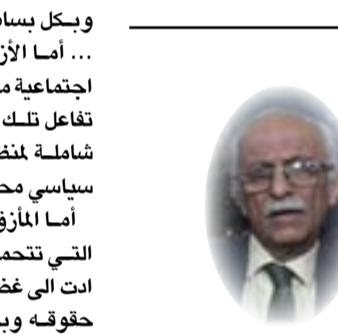 وبكل بسا
... أما الأز
اجتماعية م
تفاعل تلك
شاملة لمنظ
سياسي مح
أما المأزق
التي تتحم
ادت الى غض
حقوقه وب